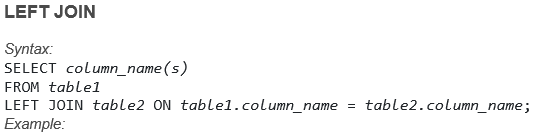 LEFT JOIN
Syntax:
SELECT column_name(s)
FROM table1
LEFT JOIN table2 ON table1.column_name = table2.column_name;
Example: